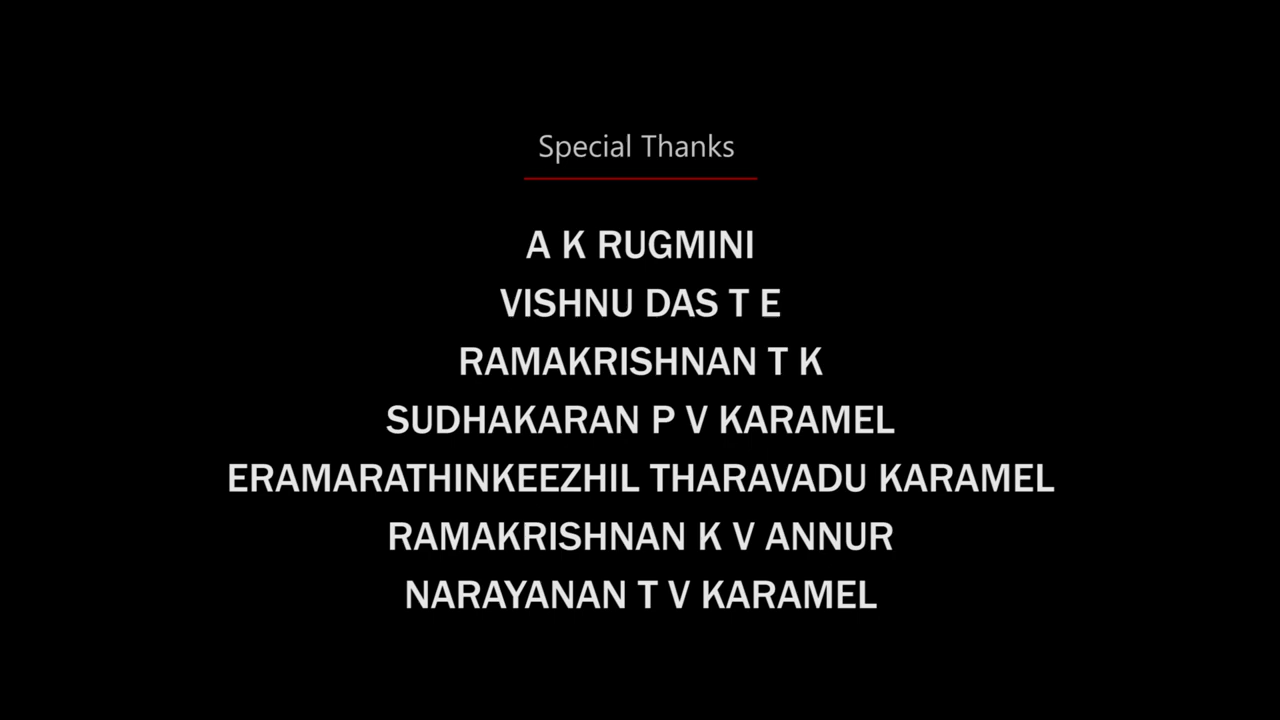 Special Thanks
A K RUGMINI
VISHNU DAS T E
RAMAKRISHNAN T K
SUDHAKARAN P V KARAMEL
ERAMARATHINKEEZHIL THARAVADU KARAMEL
RAMAKRISHNAN K V ANNUR
NARAYANAN T V KARAMEL